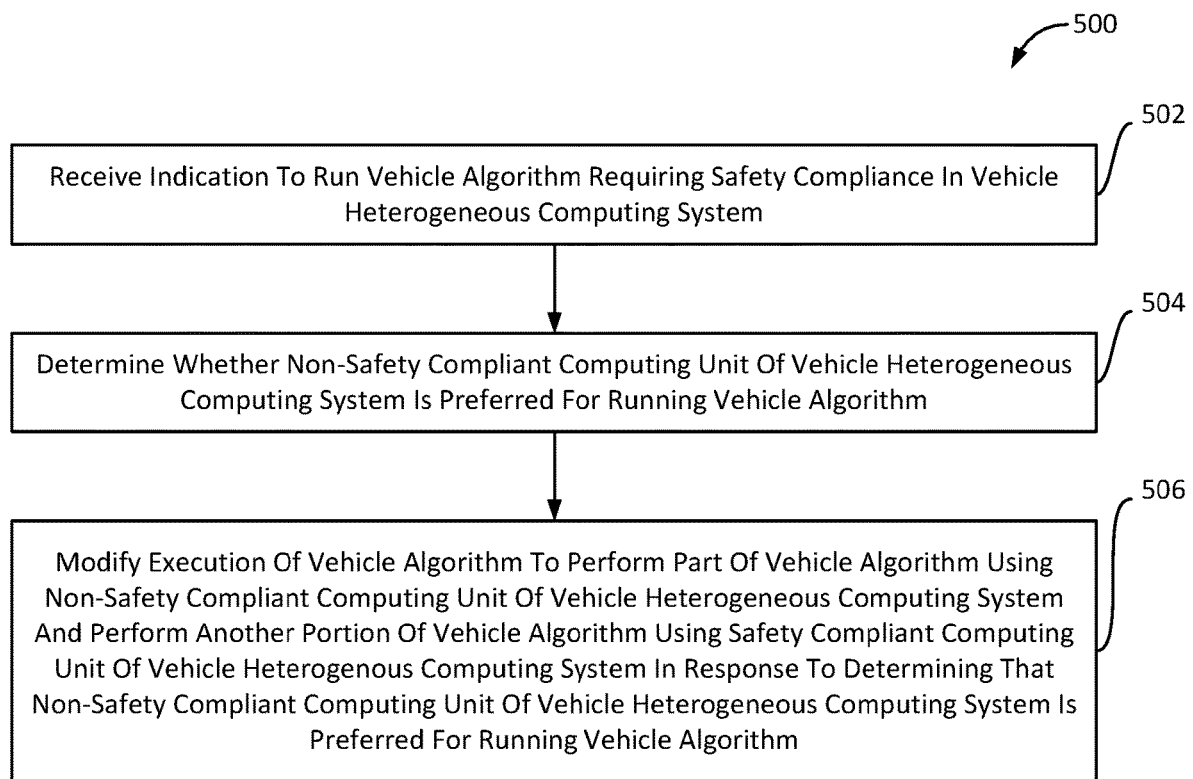 500
502
Receive Indication To Run Vehicle Algorithm Requiring Safety Compliance In Vehicle
Heterogeneous Computing System
504
Determine Whether Non-Safety Compliant Computing Unit Of Vehicle Heterogeneous
Computing System Is Preferred For Running Vehicle Algorithm
506
Modify Execution Of Vehicle Algorithm To Perform Part Of Vehicle Algorithm Using
Non-Safety Compliant Computing Unit Of Vehicle Heterogeneous Computing System
And Perform Another Portion Of Vehicle Algorithm Using Safety Compliant Computing
Unit Of Vehicle Heterogenous Computing System In Response To Determining That
Non-Safety Compliant Computing Unit Of Vehicle Heterogeneous Computing System Is
Preferred For Running Vehicle Algorithm